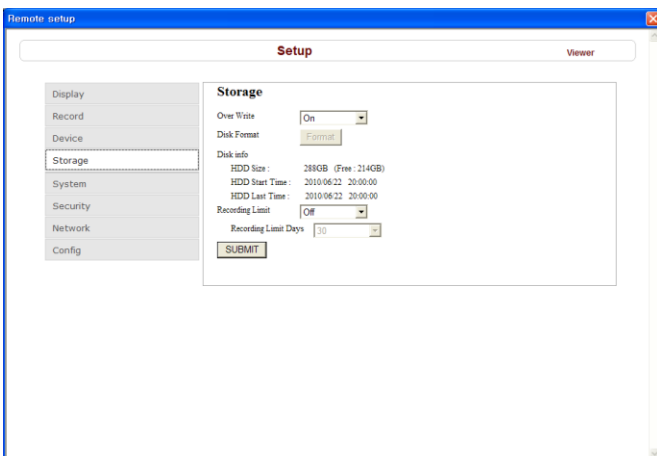 Remote setup
Setup
Viewer
Display
Record
Device
Storage
System
Security
Network
Config
Storage
Over Write On
Disk Format Format
Disk info
HDD Size : 288GB (Free : 214GB)
HDD Start Time : 2010/06/22 20:00:00
HDD Last Time : 2010/06/22 20:00:00
Recording Limit Off
Recording Limit Days 30
SUBMIT